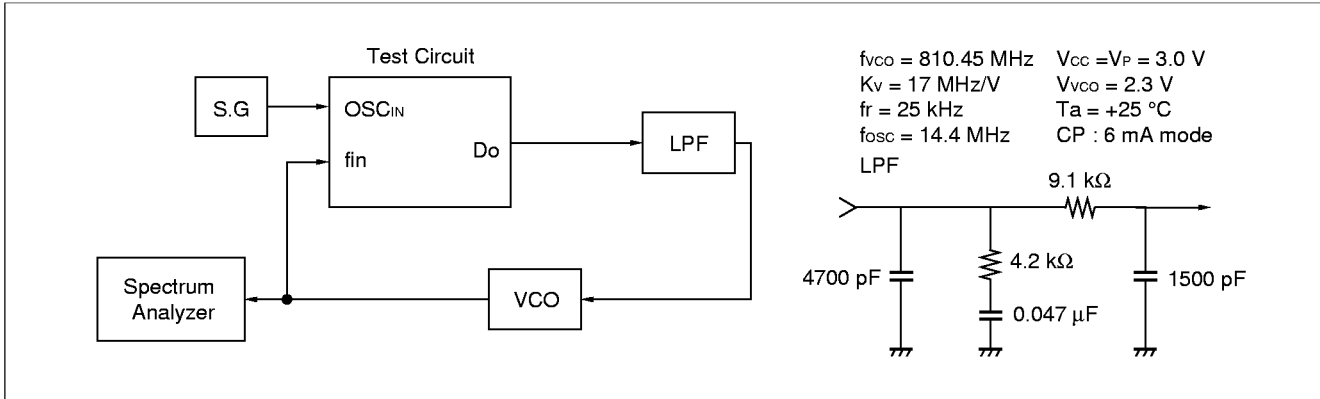 Test Circuit
S.G
OSCIN
fin
Do
LPF
VCO
Spectrum
Analyzer
fVCO = 810.45 MHz VCC =VP = 3.0 V
KV = 17 MHz/V VVCO = 2.3 V
fr = 25 kHz Ta = +25 °C
fOSC = 14.4 MHz CP : 6 mA mode
LPF
9.1 kΩ
4700 pF
4.2 kΩ
1500 pF
0.047 μF